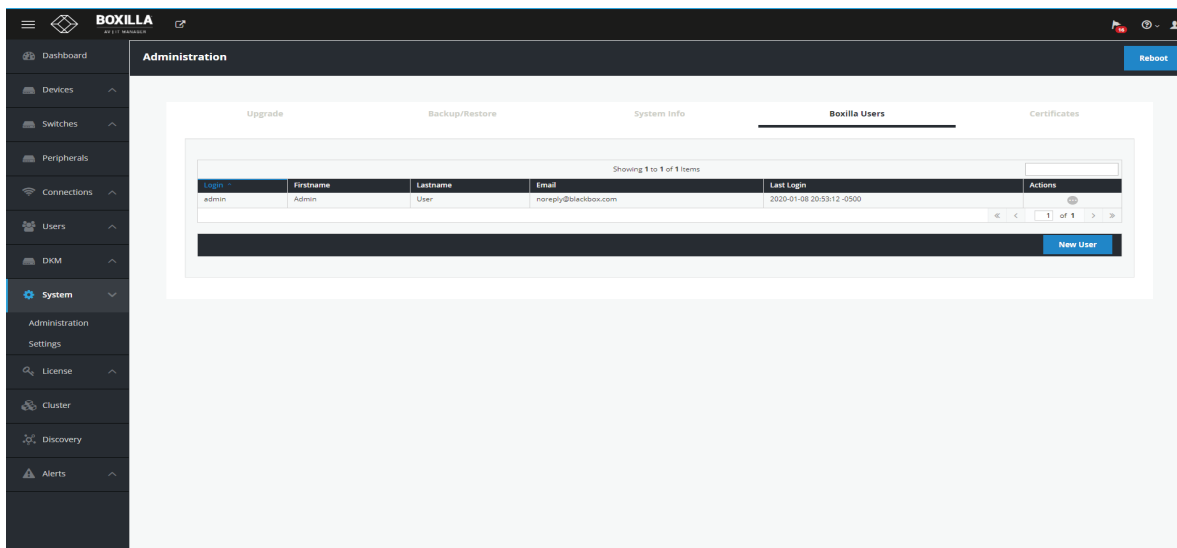 BOXILLA
AV | IT MANAGER
16
Dashboard
Devices
Switches
Peripherals
Connections
Users
DKM
System
Administration
Settings
License
Cluster
Discovery
Alerts
Administration
Reboot
Upgrade Backup/Restore System Info Boxilla Users Certificates
Showing 1 to 1 of 1 Items
Login Firstname Lastname Email Last Login Actions
admin Admin User noreply@blackbox.com 2020-01-08 20:53:12 -0500
« < 1 of 1 > »
New User